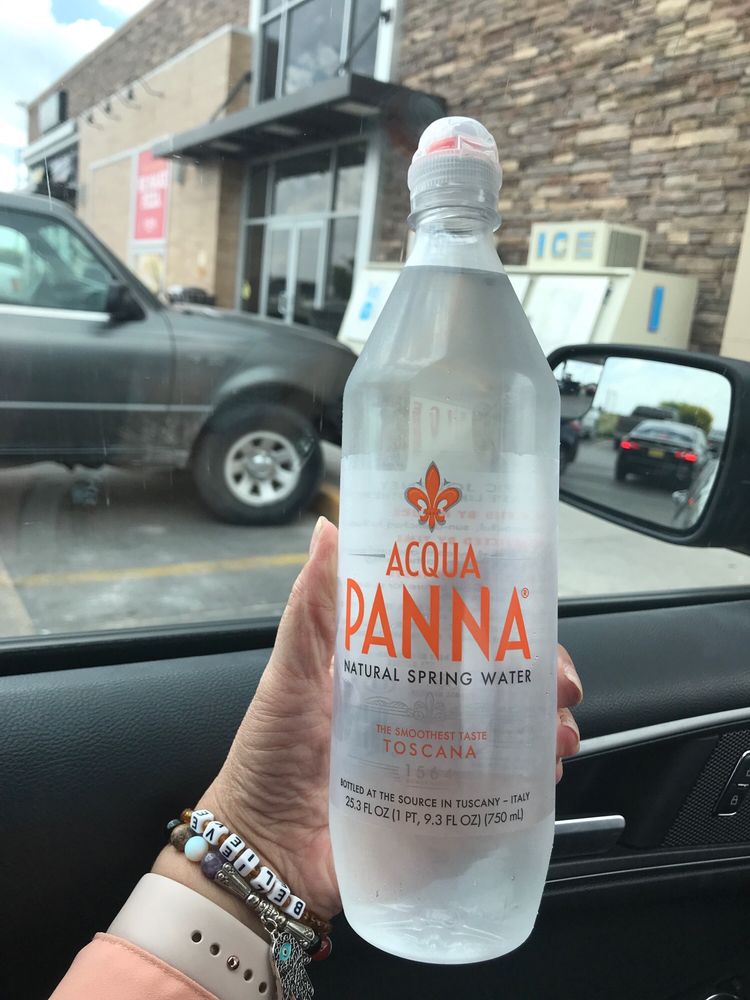 ICE
ACQUA
PANNA®
NATURAL SPRING WATER
THE SMOOTHEST TASTE
TOSCANA
1564
BOTTLED AT THE SOURCE IN TUSCANY – ITALY
25.3 FL OZ (1 PT, 9.3 FL OZ) (750 mL)
BELIEVE